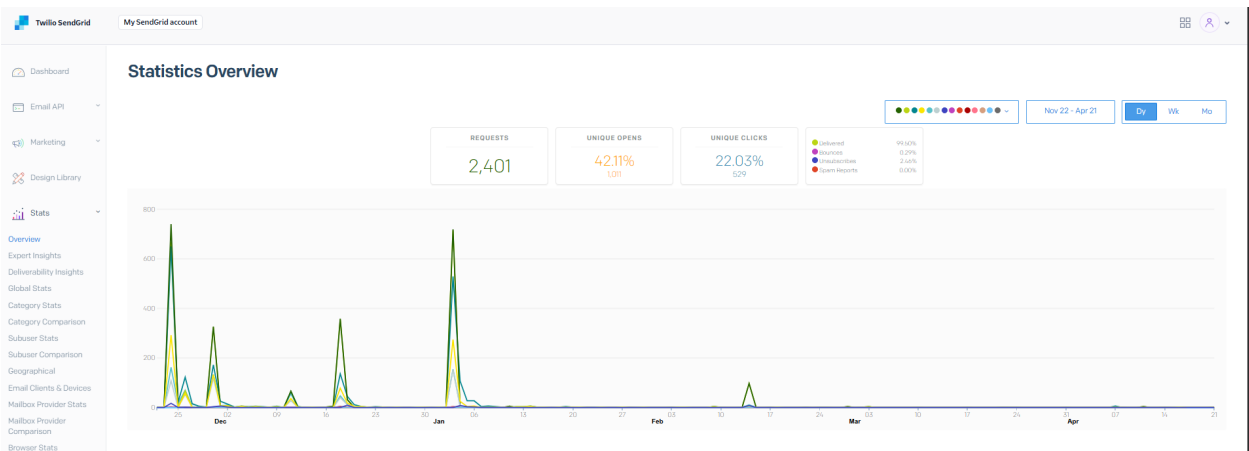 Twilio SendGrid
My SendGrid account
Dashboard
Email API
Marketing
Design Library
Stats
Overview
Expert Insights
Deliverability Insights
Global Stats
Category Stats
Category Comparison
Subuser Stats
Subuser Comparison
Geographical
Email Clients & Devices
Mailbox Provider Stats
Mailbox Provider
Comparison
Browser Stats
Statistics Overview
Nov 22 - Apr 21
Dy Wk Mo
REQUESTS
2,401
UNIQUE OPENS
42.11%
1,011
UNIQUE CLICKS
22.03%
529
Delivered 99.60%
Bounces 0.29%
Unsubscribes 2.46%
Spam Reports 0.00%
800
600
400
200
0
25 02 09 16 23 30 06 13 20 27 03 10 17 24 03 10 17 24 31 07 14 21
Dec Jan Feb Mar Apr